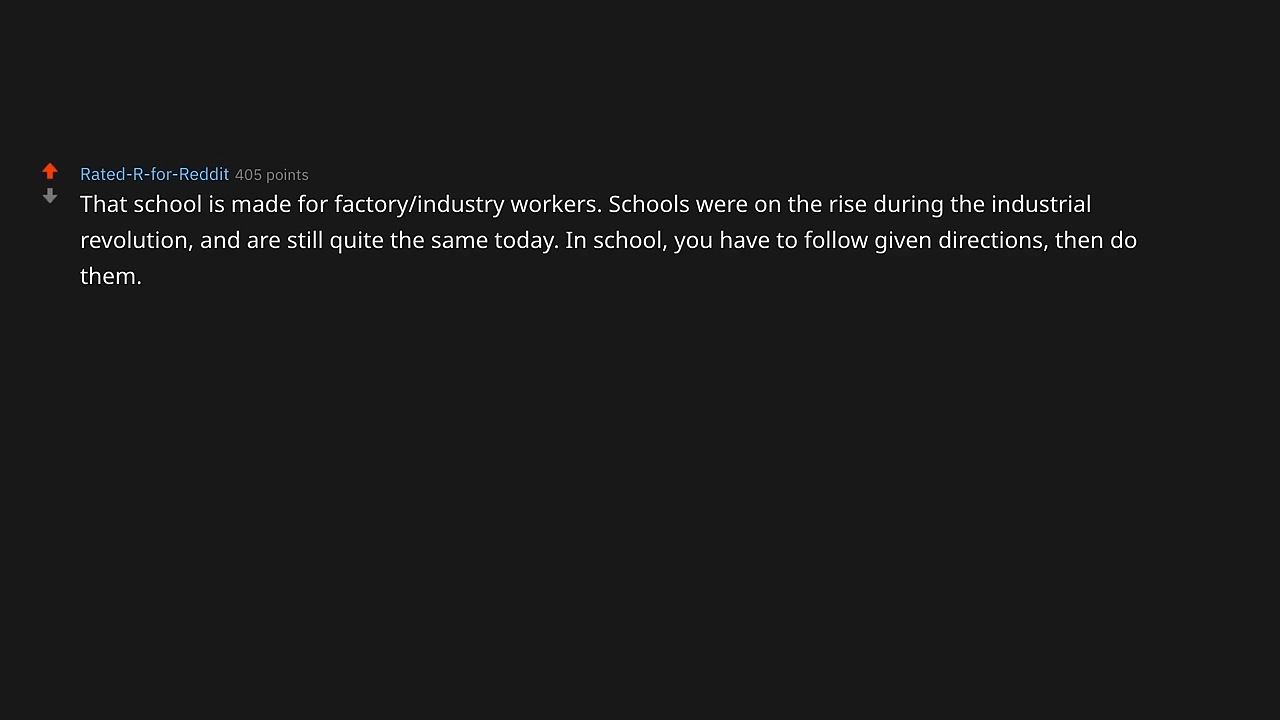 Rated-R-for-Reddit 405 points
That school is made for factory/industry workers. Schools were on the rise during the industrial
revolution, and are still quite the same today. In school, you have to follow given directions, then do
them.